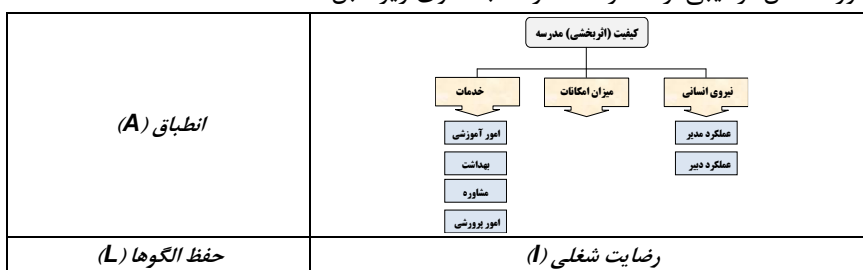 کیفیت (اثربخشی) مدرسه
نیروی انسانی
میزان امکانات
خدمات
عملکرد مدیر
عملکرد دبیر
امور آموزشی
بهداشت
مشاوره
امور پرورشی
انطباق (A)
رضایت شغلی (I)
حفظ الگوها (L)